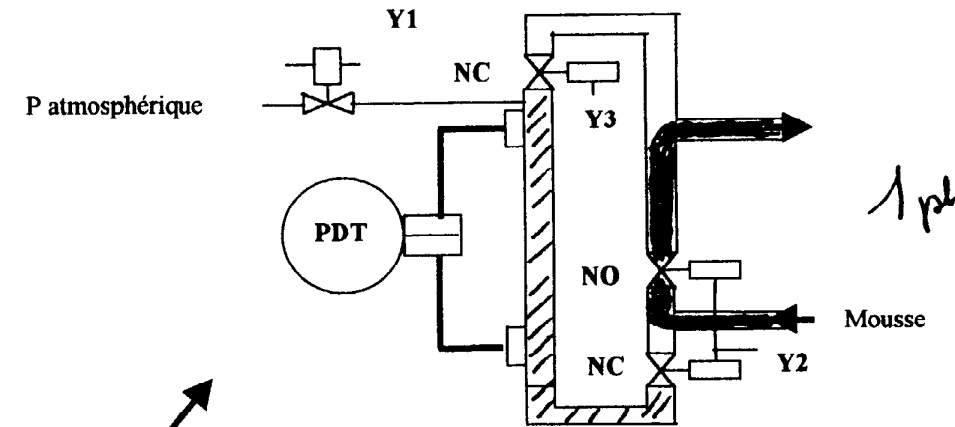 Y1
NC
P atmosphérique
Y3
PDT
NO
Mousse
NC
Y2